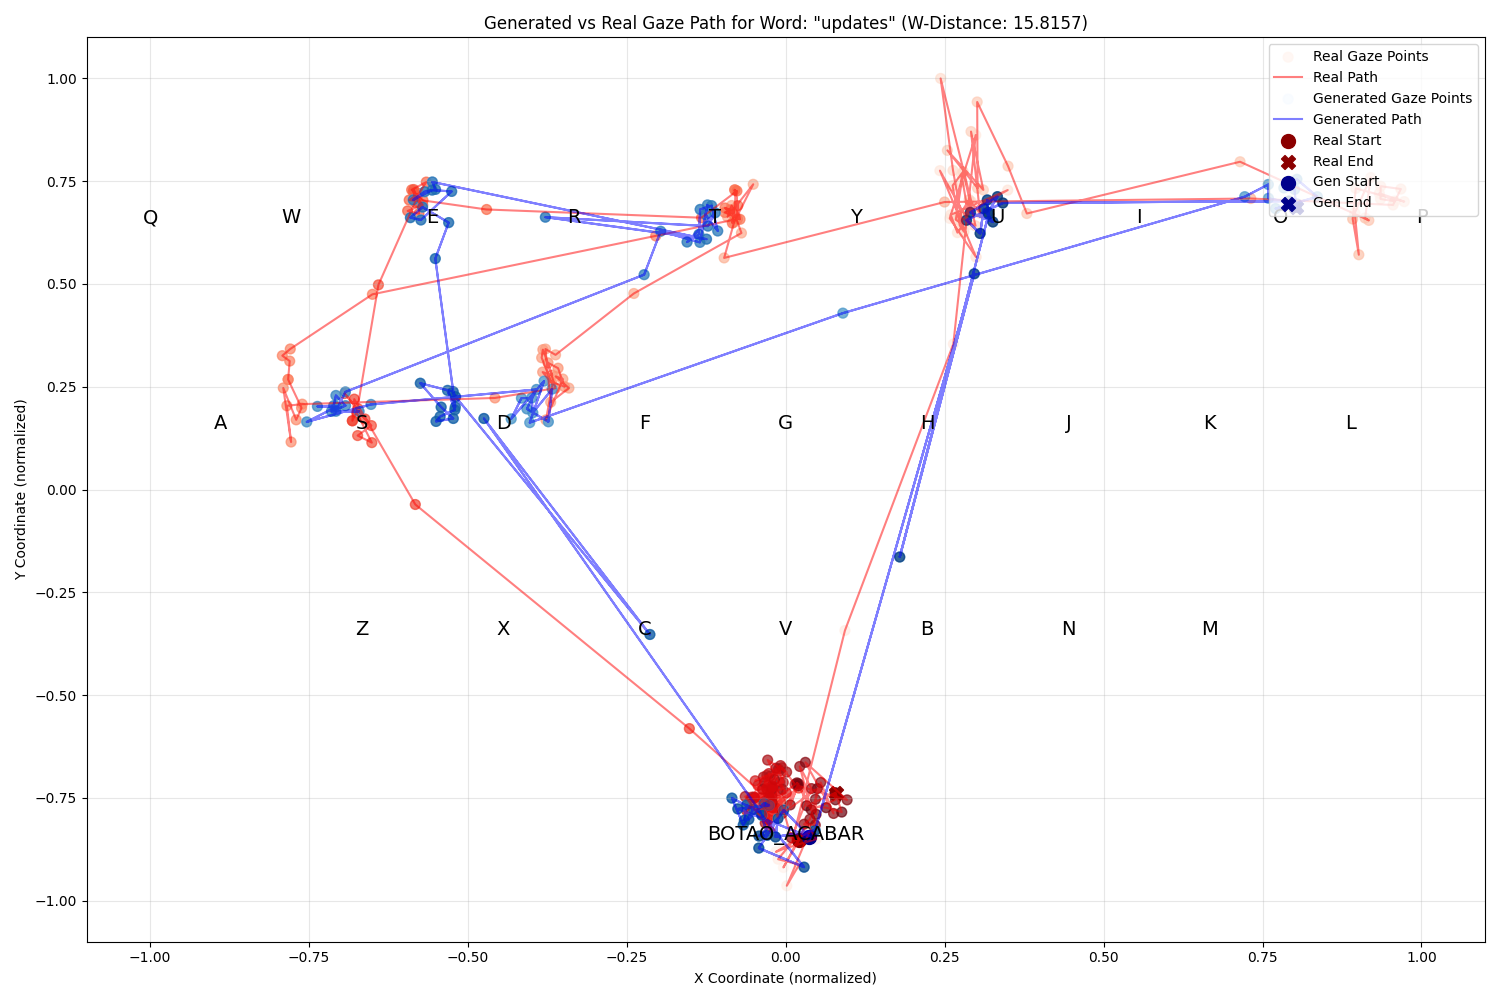 Generated vs Real Gaze Path for Word: "updates" (W-Distance: 15.8157)
Real Gaze Points
Real Path
Generated Gaze Points
Generated Path
Real Start
Real End
Gen Start
Gen End
1.00
0.75
0.50
0.25
0.00
−0.25
−0.50
−0.75
−1.00
Y Coordinate (normalized)
Q W E R T Y U I O P
A S D F G H J K L
Z X C V B N M
BOTAO_ACABAR
−1.00 −0.75 −0.50 −0.25 0.00 0.25 0.50 0.75 1.00
X Coordinate (normalized)